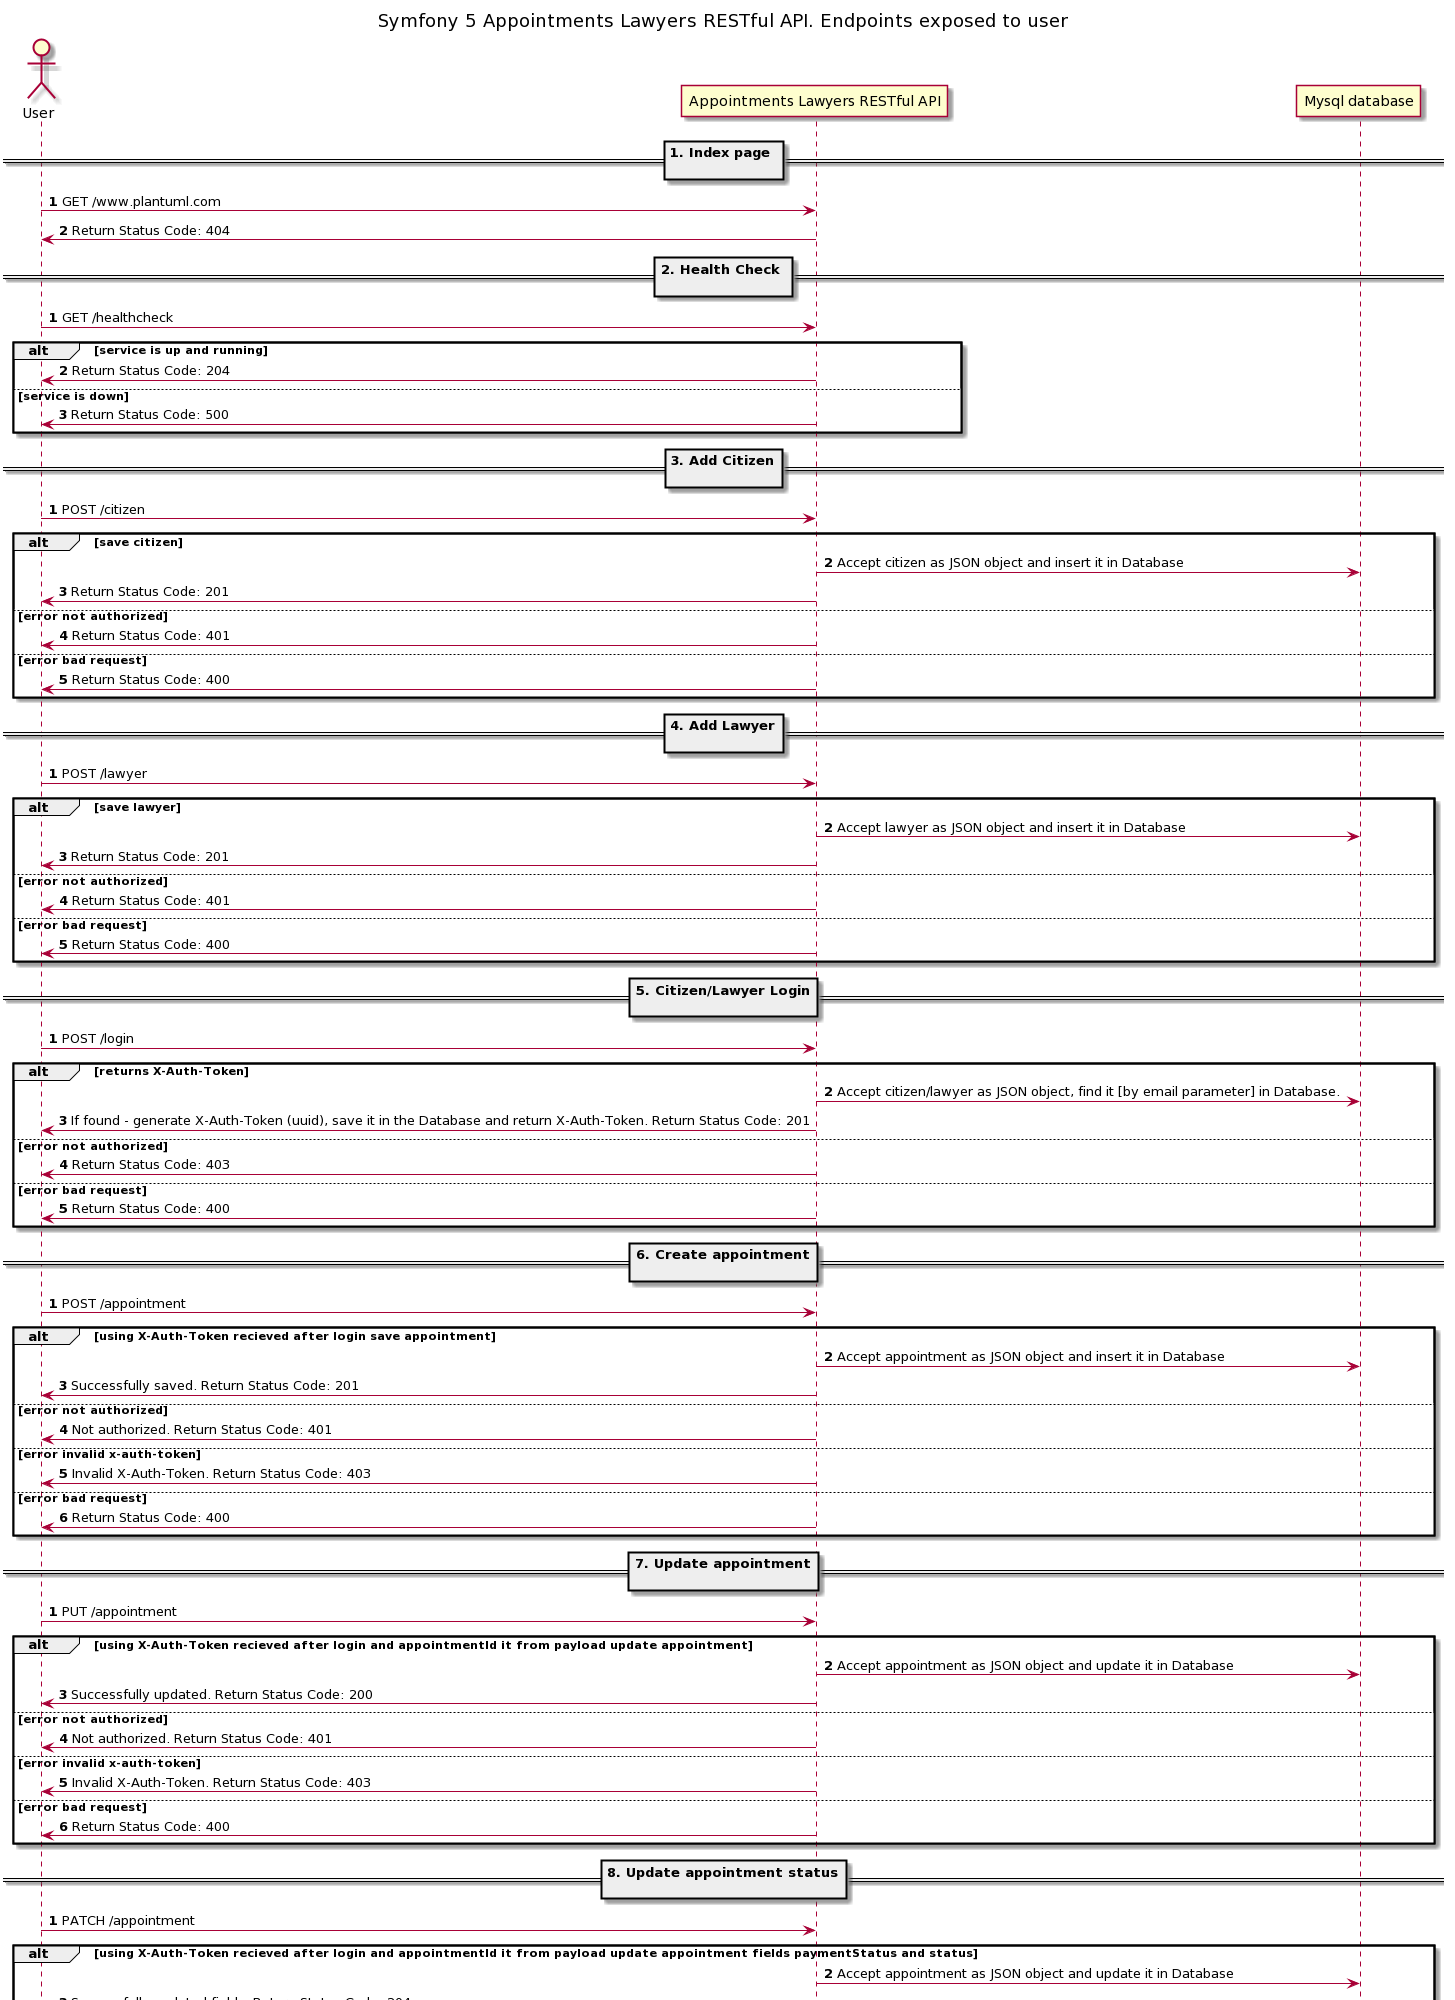 Symfony 5 Appointments Lawyers RESTful API. Endpoints exposed to user
User
Appointments Lawyers RESTful API
Mysql database
1. Index page
1 GET /www.plantuml.com
2 Return Status Code: 404
2. Health Check
1 GET /healthcheck
alt [service is up and running]
2 Return Status Code: 204
[service is down]
3 Return Status Code: 500
3. Add Citizen
1 POST /citizen
alt [save citizen]
2 Accept citizen as JSON object and insert it in Database
3 Return Status Code: 201
[error not authorized]
4 Return Status Code: 401
[error bad request]
5 Return Status Code: 400
4. Add Lawyer
1 POST /lawyer
alt [save lawyer]
2 Accept lawyer as JSON object and insert it in Database
3 Return Status Code: 201
[error not authorized]
4 Return Status Code: 401
[error bad request]
5 Return Status Code: 400
5. Citizen/Lawyer Login
1 POST /login
alt [returns X-Auth-Token]
2 Accept citizen/lawyer as JSON object, find it [by email parameter] in Database.
3 If found - generate X-Auth-Token (uuid), save it in the Database and return X-Auth-Token. Return Status Code: 201
[error not authorized]
4 Return Status Code: 403
[error bad request]
5 Return Status Code: 400
6. Create appointment
1 POST /appointment
alt [using X-Auth-Token recieved after login save appointment]
2 Accept appointment as JSON object and insert it in Database
3 Successfully saved. Return Status Code: 201
[error not authorized]
4 Not authorized. Return Status Code: 401
[error invalid x-auth-token]
5 Invalid X-Auth-Token. Return Status Code: 403
[error bad request]
6 Return Status Code: 400
7. Update appointment
1 PUT /appointment
alt [using X-Auth-Token recieved after login and appointmentId it from payload update appointment]
2 Accept appointment as JSON object and update it in Database
3 Successfully updated. Return Status Code: 200
[error not authorized]
4 Not authorized. Return Status Code: 401
[error invalid x-auth-token]
5 Invalid X-Auth-Token. Return Status Code: 403
[error bad request]
6 Return Status Code: 400
8. Update appointment status
1 PATCH /appointment
alt [using X-Auth-Token recieved after login and appointmentId it from payload update appointment fields paymentStatus and status]
2 Accept appointment as JSON object and update it in Database